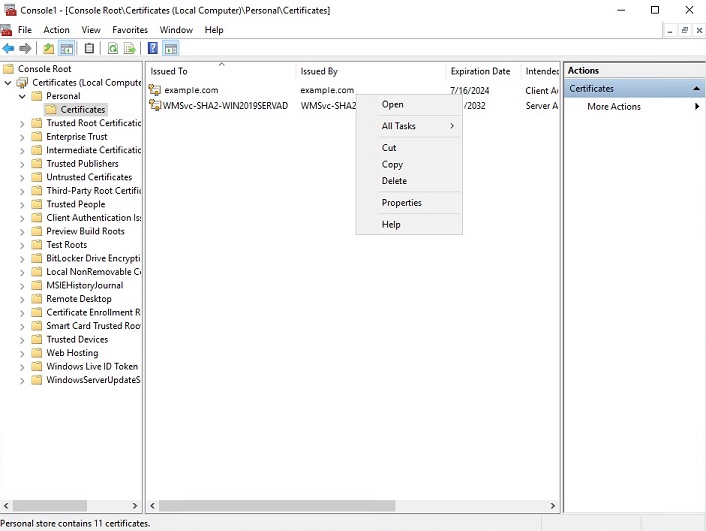 Console1 - [Console Root\Certificates (Local Computer)\Personal\Certificates]
File Action View Favorites Window Help
Console Root
Certificates (Local Compute
Personal
Certificates
Trusted Root Certificatio
Enterprise Trust
Intermediate Certificatio
Trusted Publishers
Untrusted Certificates
Third-Party Root Certific
Trusted People
Client Authentication Iss
Preview Build Roots
Test Roots
BitLocker Drive Encrypti
Local NonRemovable Ce
MSIEHistoryJournal
Remote Desktop
Certificate Enrollment R
Smart Card Trusted Roo
Trusted Devices
Web Hosting
Windows Live ID Token
WindowsServerUpdateS
Issued To Issued By Expiration Date Intended
example.com example.com 7/16/2024 Client Au
WMSvc-SHA2-WIN2019SERVAD WMSvc-SHA2 /2032 Server A
Open
All Tasks
Cut
Copy
Delete
Properties
Help
Actions
Certificates
More Actions
Personal store contains 11 certificates.